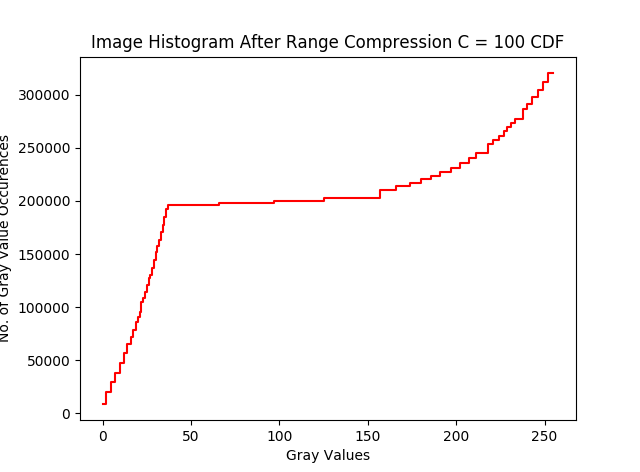 Image Histogram After Range Compression C = 100 CDF
300000
250000
200000
150000
100000
50000
0
No. of Gray Value Occurences
0 50 100 150 200 250
Gray Values